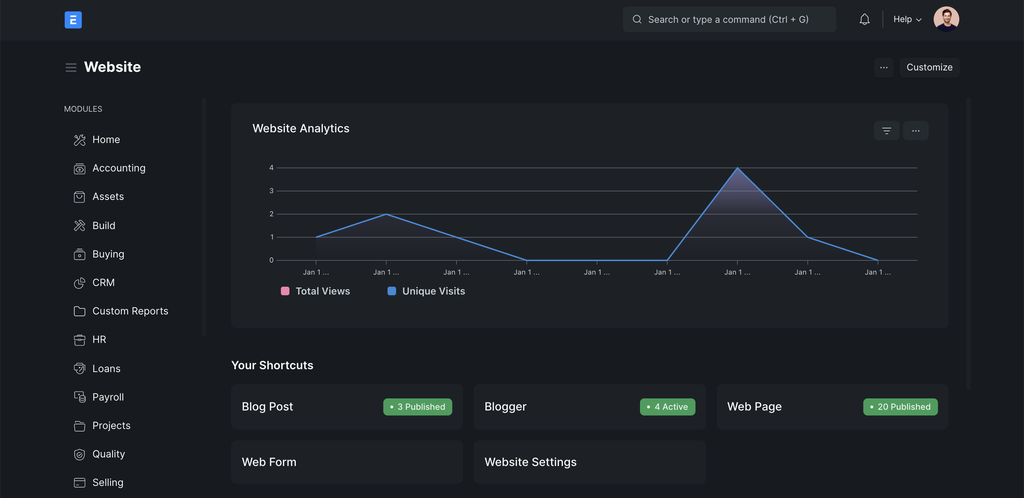 E
Search or type a command (Ctrl + G)
Help
Website
...
Customize
MODULES
Home
Accounting
Assets
Build
Buying
CRM
Custom Reports
HR
Loans
Payroll
Projects
Quality
Selling
Website Analytics
...
4
3
2
1
0
Jan 1 ... Jan 1 ... Jan 1 ... Jan 1 ... Jan 1 ... Jan 1 ... Jan 1 ... Jan 1 ... Jan 1 ...
Total Views Unique Visits
Your Shortcuts
Blog Post • 3 Published
Blogger • 4 Active
Web Page • 20 Published
Web Form
Website Settings